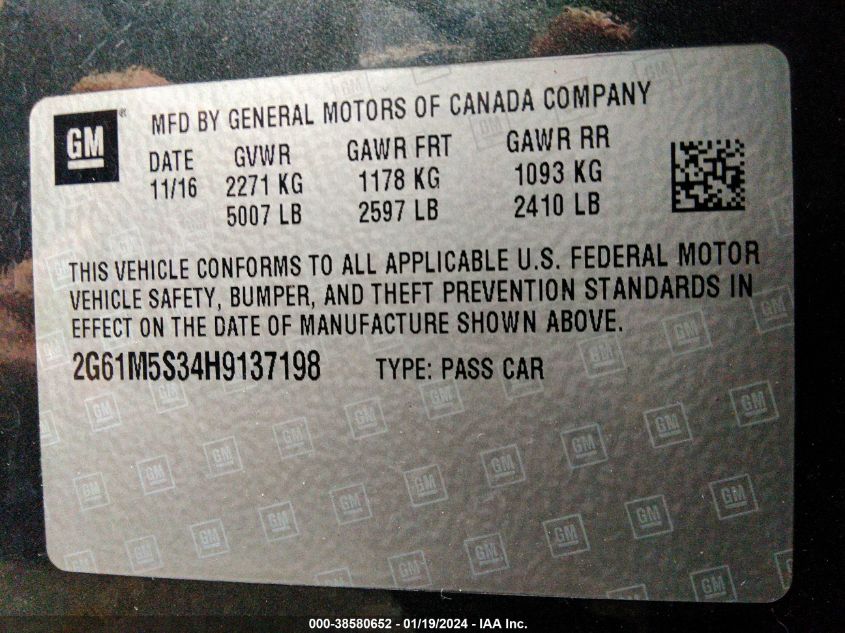 GM ®
MFD BY GENERAL MOTORS OF CANADA COMPANY
DATE GVWR GAWR FRT GAWR RR
11/16 2271 KG 1178 KG 1093 KG
5007 LB 2597 LB 2410 LB
THIS VEHICLE CONFORMS TO ALL APPLICABLE U.S. FEDERAL MOTOR
VEHICLE SAFETY, BUMPER, AND THEFT PREVENTION STANDARDS IN
EFFECT ON THE DATE OF MANUFACTURE SHOWN ABOVE.
2G61M5S34H9137198 TYPE: PASS CAR
000-38580652 - 01/19/2024 - IAA Inc.